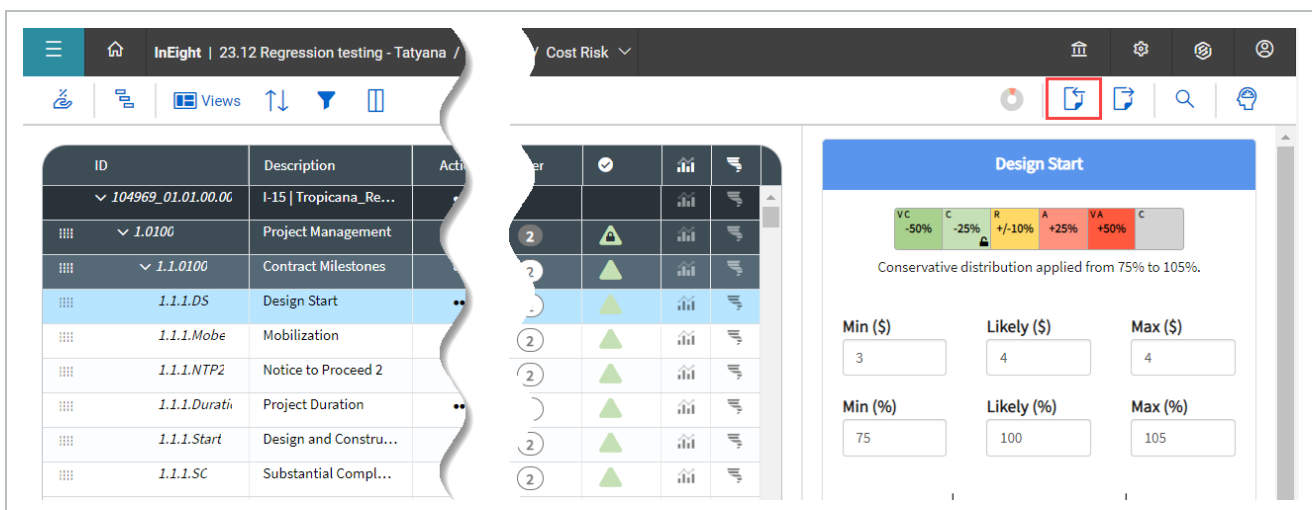 InEight | 23.12 Regression testing - Tatyana / / Cost Risk
Views
ID Description
Design Start
104969_01.01.00.00 I-15 | Tropicana_Re...
1.0100 Project Management 2
1.1.0100 Contract Milestones 2
1.1.1.DS Design Start
1.1.1.Mobe Mobilization 2
1.1.1.NTP2 Notice to Proceed 2 2
1.1.1.Durati Project Duration
1.1.1.Start Design and Constru... 2
1.1.1.SC Substantial Compl... 2
VC C R A VA C
-50% -25% +/-10% +25% +50%
Conservative distribution applied from 75% to 105%.
Min ($) Likely ($) Max ($)
3 4 4
Min (%) Likely (%) Max (%)
75 100 105